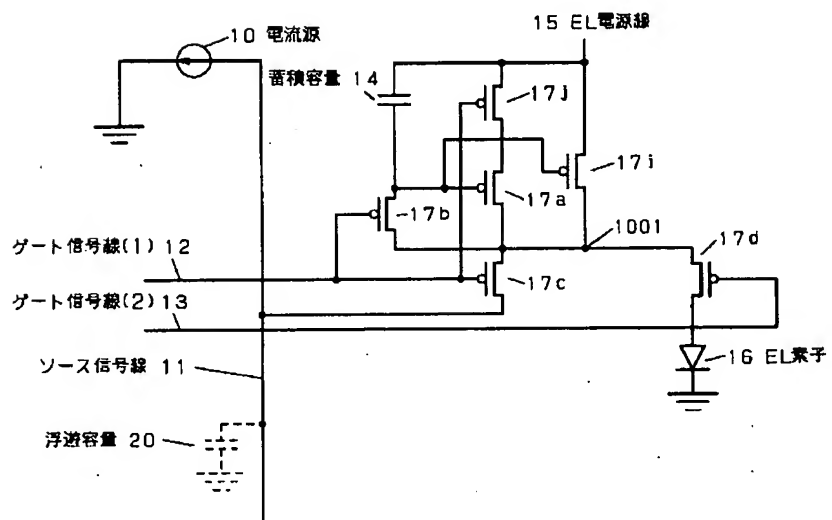 10 電流源
15 EL電源線
蓄積容量 14
17j
17i
17a
17b
1001
17d
ゲート信号線(1) 12
17c
ゲート信号線(2) 13
ソース信号線 11
16 EL素子
浮遊容量 20